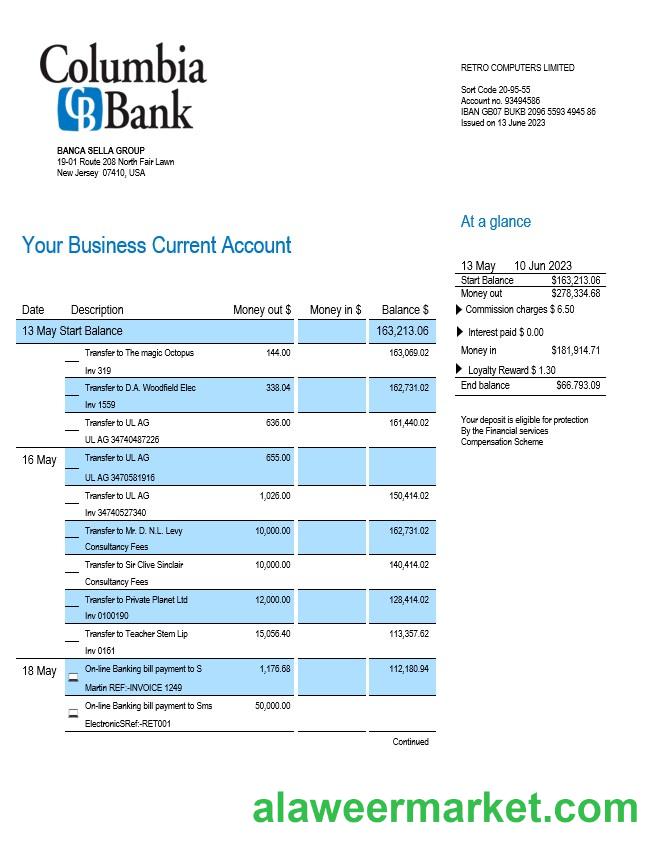 Columbia
CB Bank
BANCA SELLA GROUP
19-01 Route 208 North Fair Lawn
New Jersey 07410, USA
RETRO COMPUTERS LIMITED
Sort Code 20-95-55
Account no. 93494586
IBAN GB07 BUKB 2096 5593 4945 86
Issued on 13 June 2023
At a glance
13 May 10 Jun 2023
Start Balance $163,213.06
Money out $278,334.68
Commission charges $ 6.50
Interest paid $ 0.00
Money in $181,914.71
Loyalty Reward $ 1.30
End balance $66.793.09
Your deposit is eligible for protection
By the Financial services
Compensation Scheme
Your Business Current Account
Date Description Money out $ Money in $ Balance $
13 May Start Balance 163,213.06
Transfer to The magic Octopus 144.00 163,069.02
Inv 319
Transfer to D.A. Woodfield Elec 338.04 162,731.02
Inv 1559
Transfer to UL AG 636.00 161,440.02
UL AG 34740487226
16 May Transfer to UL AG 655.00
UL AG 3470581916
Transfer to UL AG 1,026.00 150,414.02
Inv 34740527340
Transfer to Mr. D. N.L. Levy 10,000.00 162,731.02
Consultancy Fees
Transfer to Sir Clive Sinclair 10,000.00 140,414.02
Consultancy Fees
Transfer to Private Planet Ltd 12,000.00 128,414.02
Inv 0100190
Transfer to Teacher Stem Lip 15,056.40 113,357.62
Inv 0161
18 May On-line Banking bill payment to S 1,176.68 112,180.94
Martin REF:-INVOICE 1249
On-line Banking bill payment to Sms 50,000.00
ElectronicSRef:-RET001
Continued
alaweermarket.com